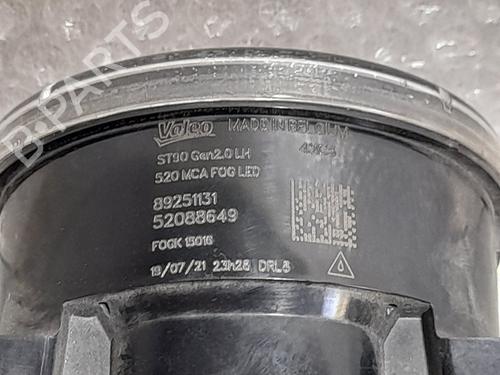 Valeo MADE IN BELGIUM
ST90 Gen2.0 LH
520 MCA FOG LED
89251131
52088649
FOGK 15016
19/07/21 23h28 DRL8
B-PARTS